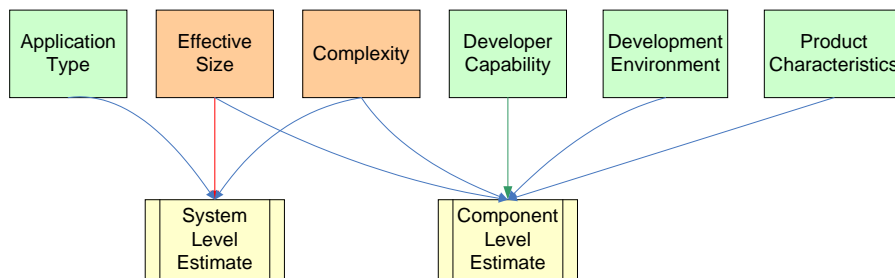 Application
Type
Effective
Size
Complexity
Developer
Capability
Development
Environment
Product
Characteristics
System
Level
Estimate
Component
Level
Estimate